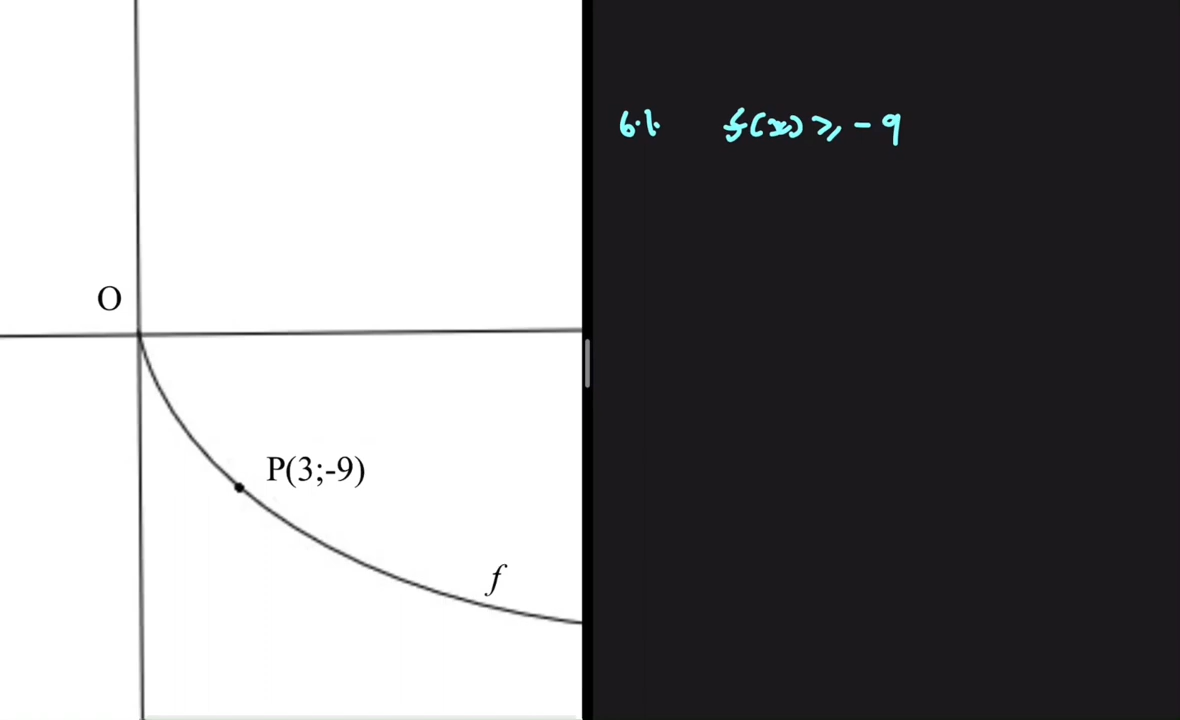 O
P(3;-9)
f
6.1. f(x) ⩾ -9